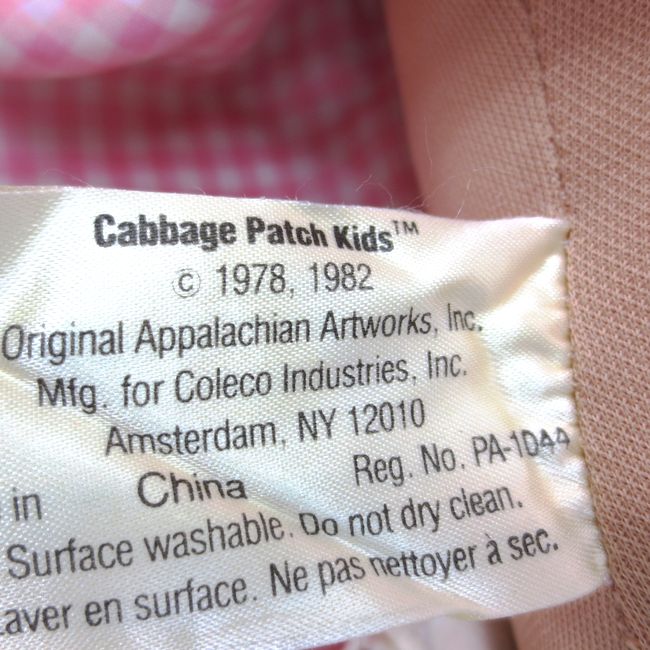 Cabbage Patch Kids™
© 1978, 1982
Original Appalachian Artworks, Inc.
Mfg. for Coleco Industries, Inc.
Amsterdam, NY 12010
Reg. No. PA-1044
in China
Surface washable. Do not dry clean.
Laver en surface. Ne pas nettoyer à sec.